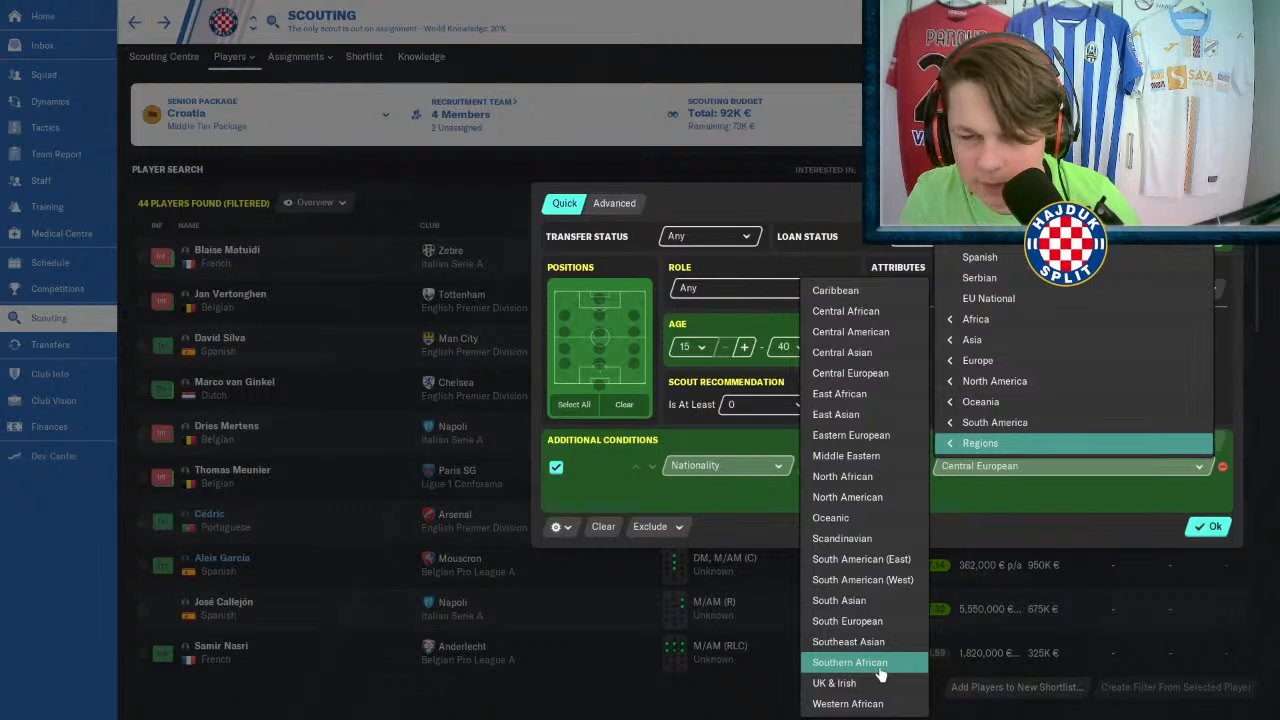 Home
Inbox
Squad
Dynamics
Tactics
Team Report
Staff
Training
Medical Centre
Schedule
Competitions
Scouting
Transfers
Club Info
Club Vision
Finances
Dev. Center
SCOUTING
The only scout is out on assignment - World Knowledge: 20%
Scouting Centre
Players
Assignments
Shortlist
Knowledge
SENIOR PACKAGE
Croatia
Middle Tier Package
RECRUITMENT TEAM
4 Members
2 Unassigned
SCOUTING BUDGET
Total: 92K €
Remaining: 73K €
PLAYER SEARCH
INTERESTED IN:
44 PLAYERS FOUND (FILTERED)
Overview
INF NAME CLUB
Int Blaise Matuidi Zebre
French Italian Serie A
Int Jan Vertonghen Tottenham
Belgian English Premier Division
David Silva Man City
Spanish English Premier Division
Marco van Ginkel Chelsea
Dutch English Premier Division
Int Dries Mertens Napoli
Belgian Italian Serie A
Int Thomas Meunier Paris SG
Belgian Ligue 1 Conforama
Cédric Arsenal
Portuguese English Premier Division
Aleix García Mouscron DM, M/AM (C)
Spanish Belgian Pro League A Unknown
José Callejón Napoli M/AM (R)
Spanish Italian Serie A Unknown
Samir Nasri Anderlecht M/AM (RLC)
French Belgian Pro League A Unknown
362,000 € p/a 950K € - - -
5,550,000 €... 675K € - - -
1,820,000 € 325K € - - -
Add Players to New Shortlist...
Create Filter From Selected Player
Quick
Advanced
TRANSFER STATUS
Any
LOAN STATUS
POSITIONS
Select All
Clear
ROLE
Any
ATTRIBUTES
AGE
15 - + - 40
SCOUT RECOMMENDATION
Is At Least
0
ADDITIONAL CONDITIONS
Nationality
Central European
Clear
Exclude
Ok
Caribbean
Central African
Central American
Central Asian
Central European
East African
East Asian
Eastern European
Middle Eastern
North African
North American
Oceanic
Scandinavian
South American (East)
South American (West)
South Asian
South European
Southeast Asian
Southern African
UK & Irish
Western African
Spanish
Serbian
EU National
Africa
Asia
Europe
North America
Oceania
South America
Regions
HAJDUK
SPLIT